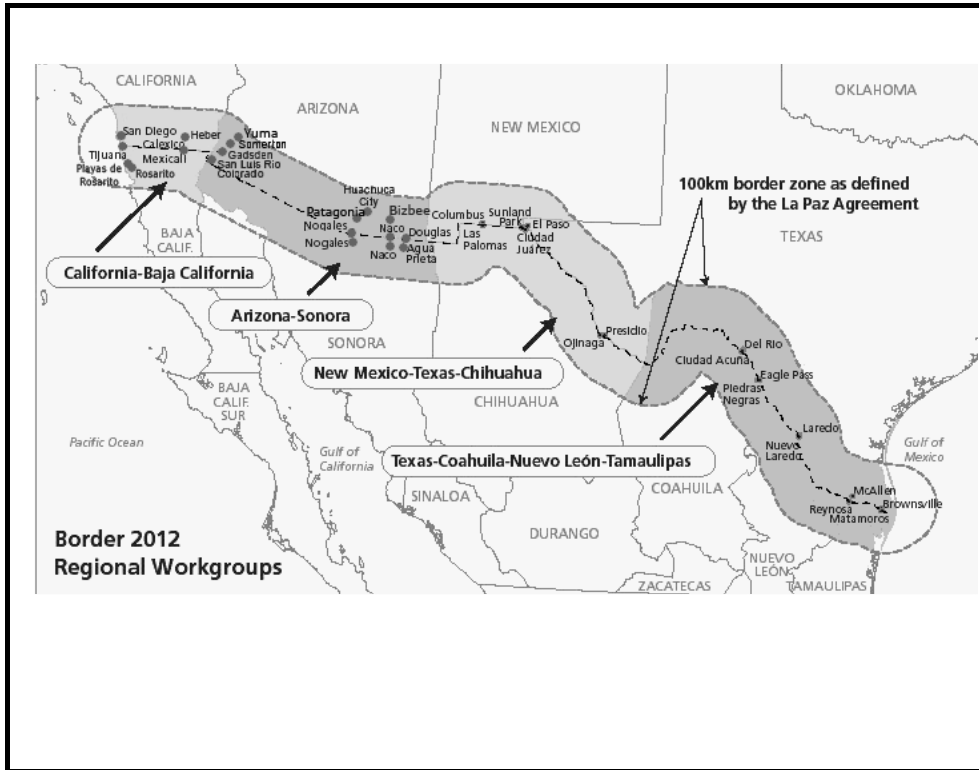 CALIFORNIA
ARIZONA
NEW MEXICO
OKLAHOMA
TEXAS
San Diego
Calexico
Heber
Yuma
Somerton
Gadsden
San Luis Rio
Colorado
Tijuana
Mexicali
Playas de
Rosarito
Rosarito
Huachuca
City
Patagonia
Nogales
Nogales
Bizbee
Naco
Naco
Douglas
Agua
Prieta
Columbus
Las
Palomas
Sunland
Park
El Paso
Ciudad
Juárez
100km border zone as defined
by the La Paz Agreement
BAJA
CALIF.
California-Baja California
Arizona-Sonora
SONORA
New Mexico-Texas-Chihuahua
CHIHUAHUA
Ojinaga
Presidio
Del Rio
Ciudad Acuña
Eagle Pass
Piedras
Negras
Laredo
Nuevo
Laredo
BAJA
CALIF.
SUR
Pacific Ocean
Gulf of
California
Gulf of
Mexico
Texas-Coahuila-Nuevo León-Tamaulipas
SINALOA
COAHUILA
McAllen
Reynosa
Brownsville
Matamoros
DURANGO
NUEVO
LEÓN
ZACATECAS
TAMAULIPAS
Border 2012
Regional Workgroups